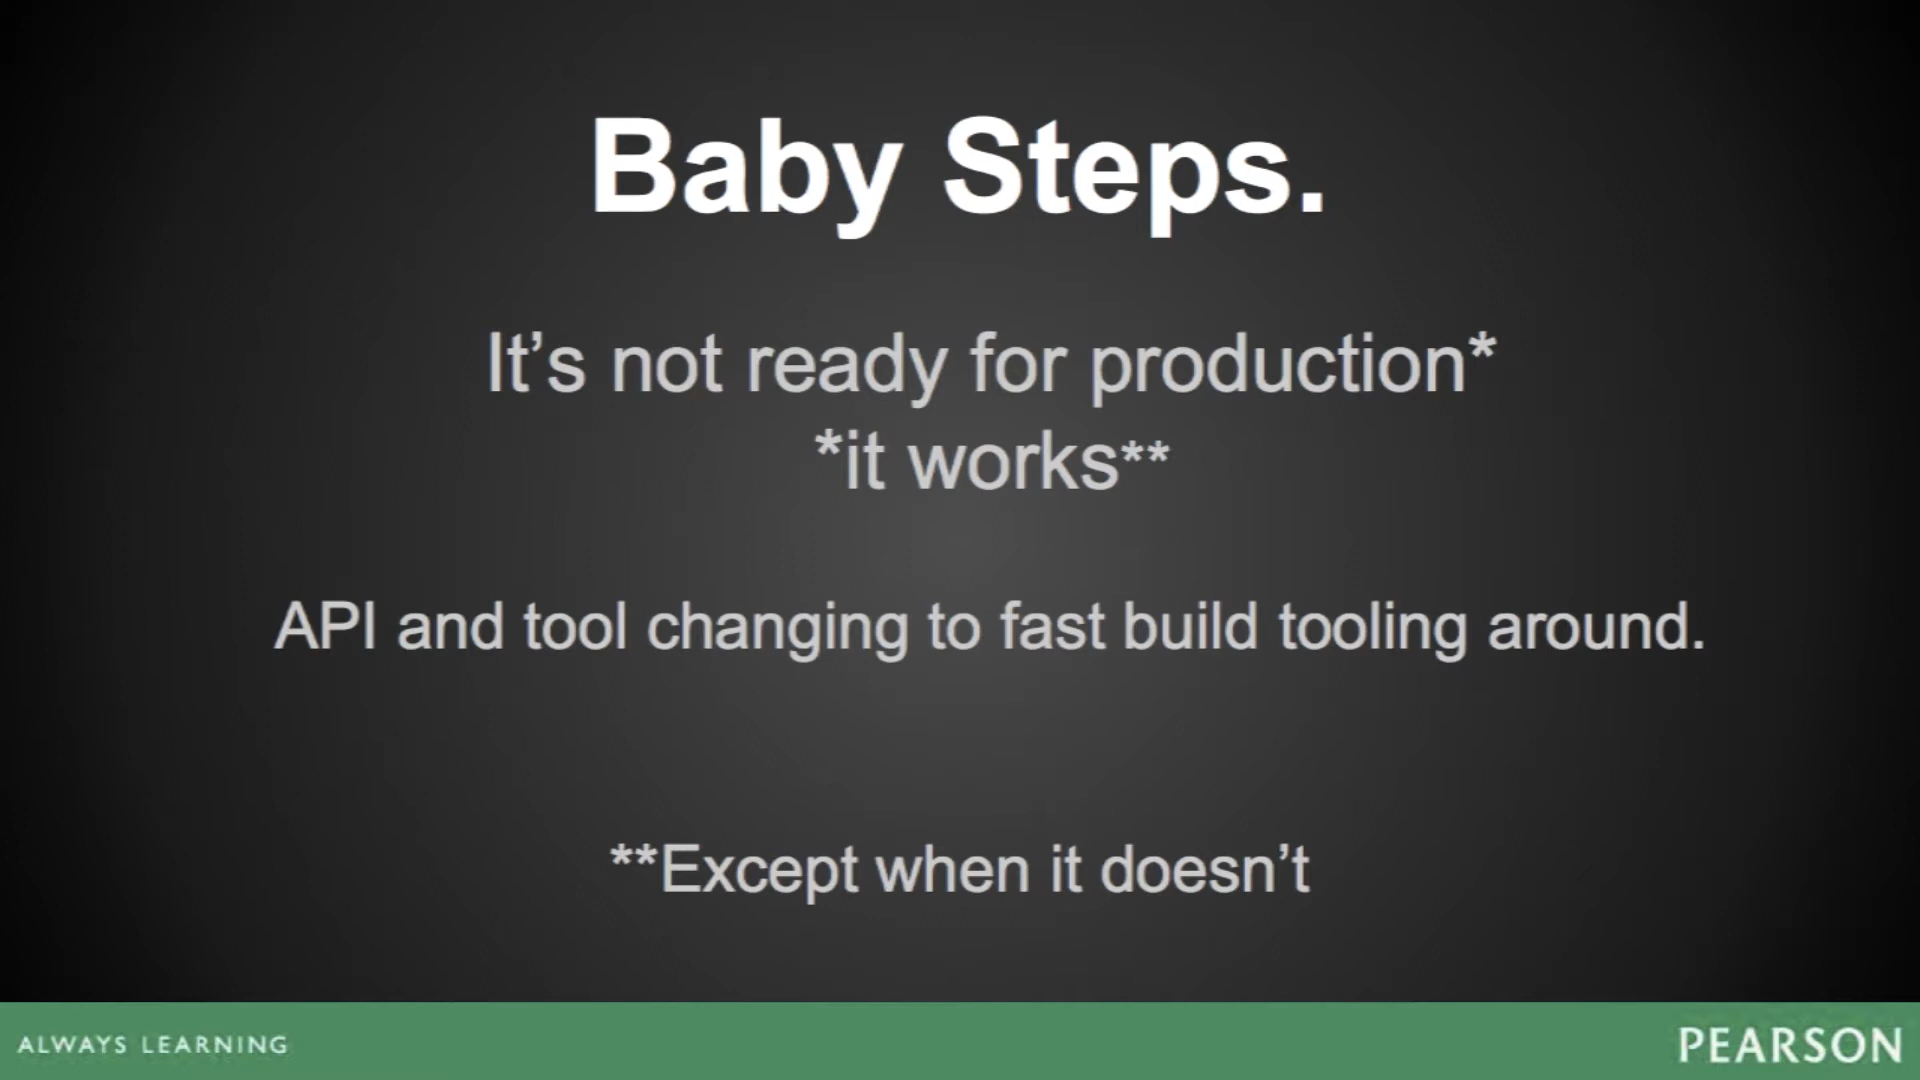 Baby Steps.
It’s not ready for production*
*it works**
API and tool changing to fast build tooling around.
**Except when it doesn’t
ALWAYS LEARNING
PEARSON